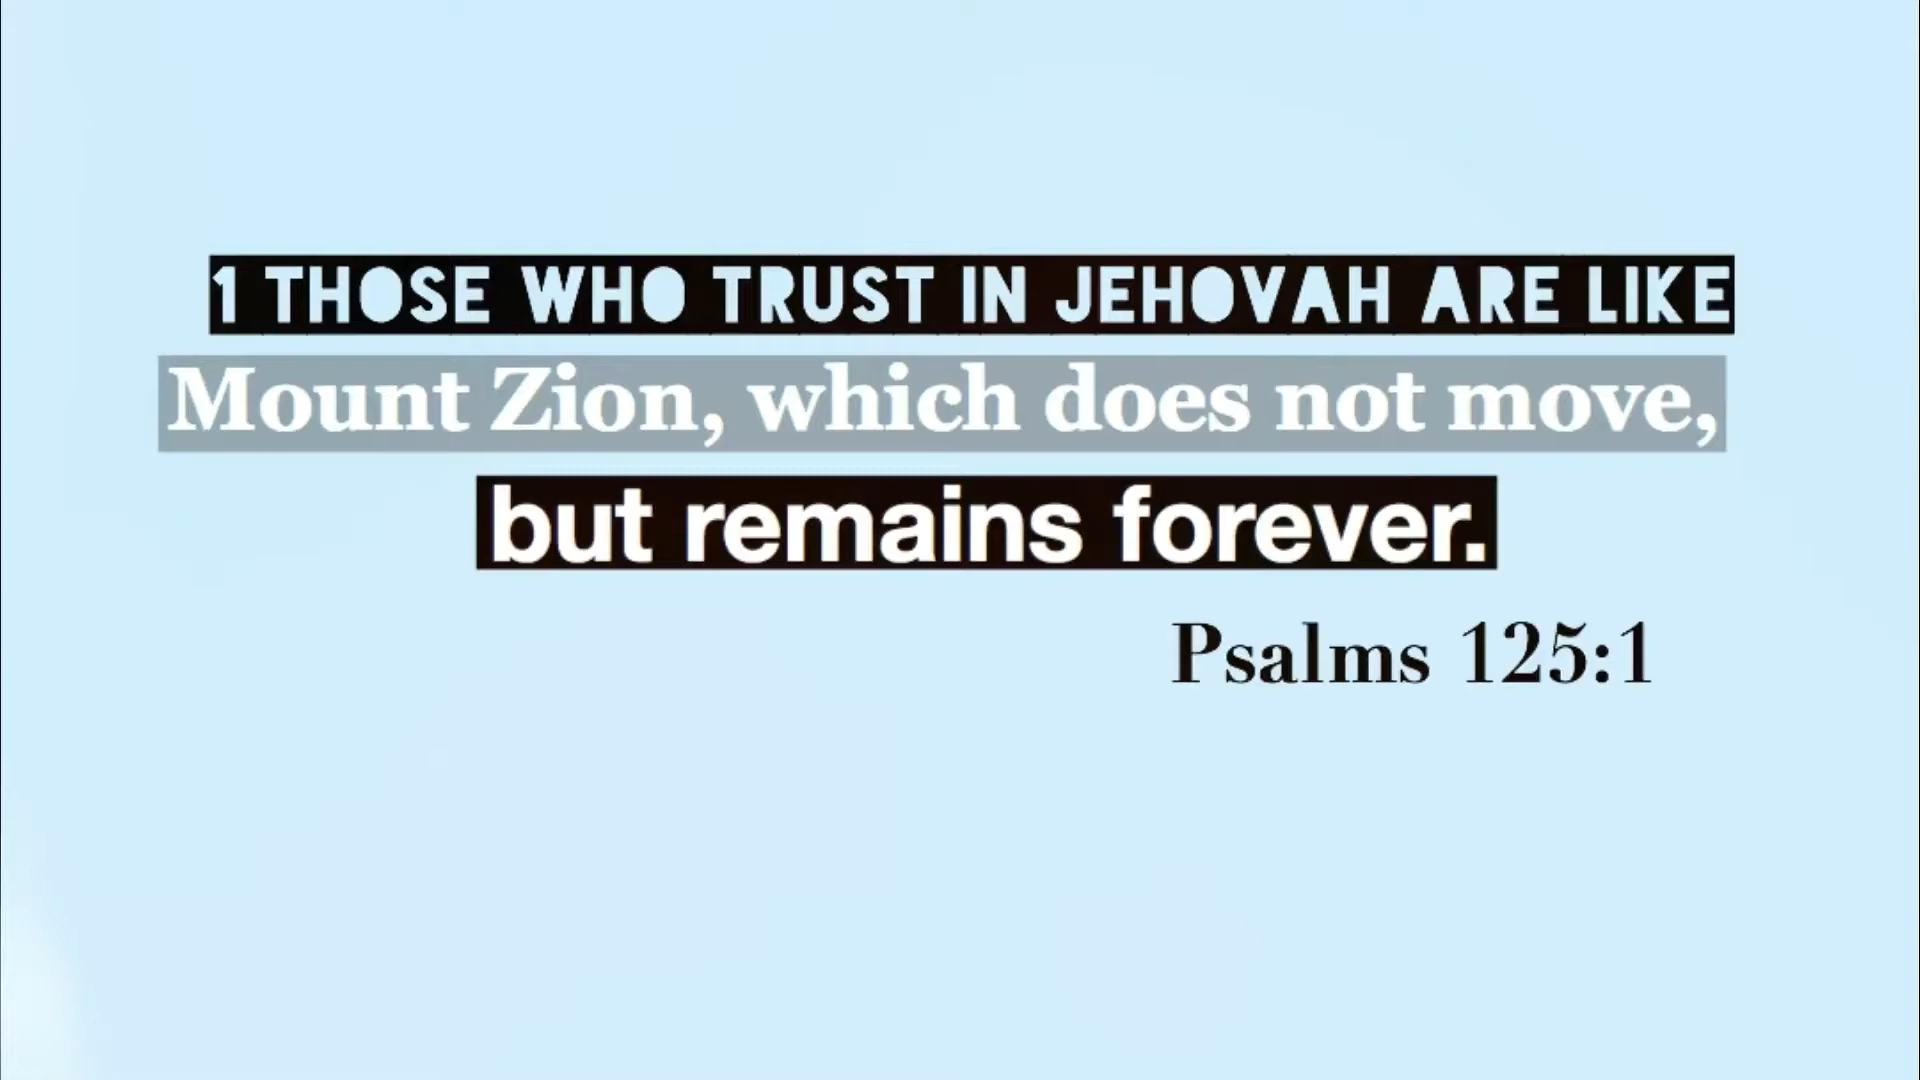 1 THOSE WHO TRUST IN JEHOVAH ARE LIKE
Mount Zion, which does not move,
but remains forever.
Psalms 125:1